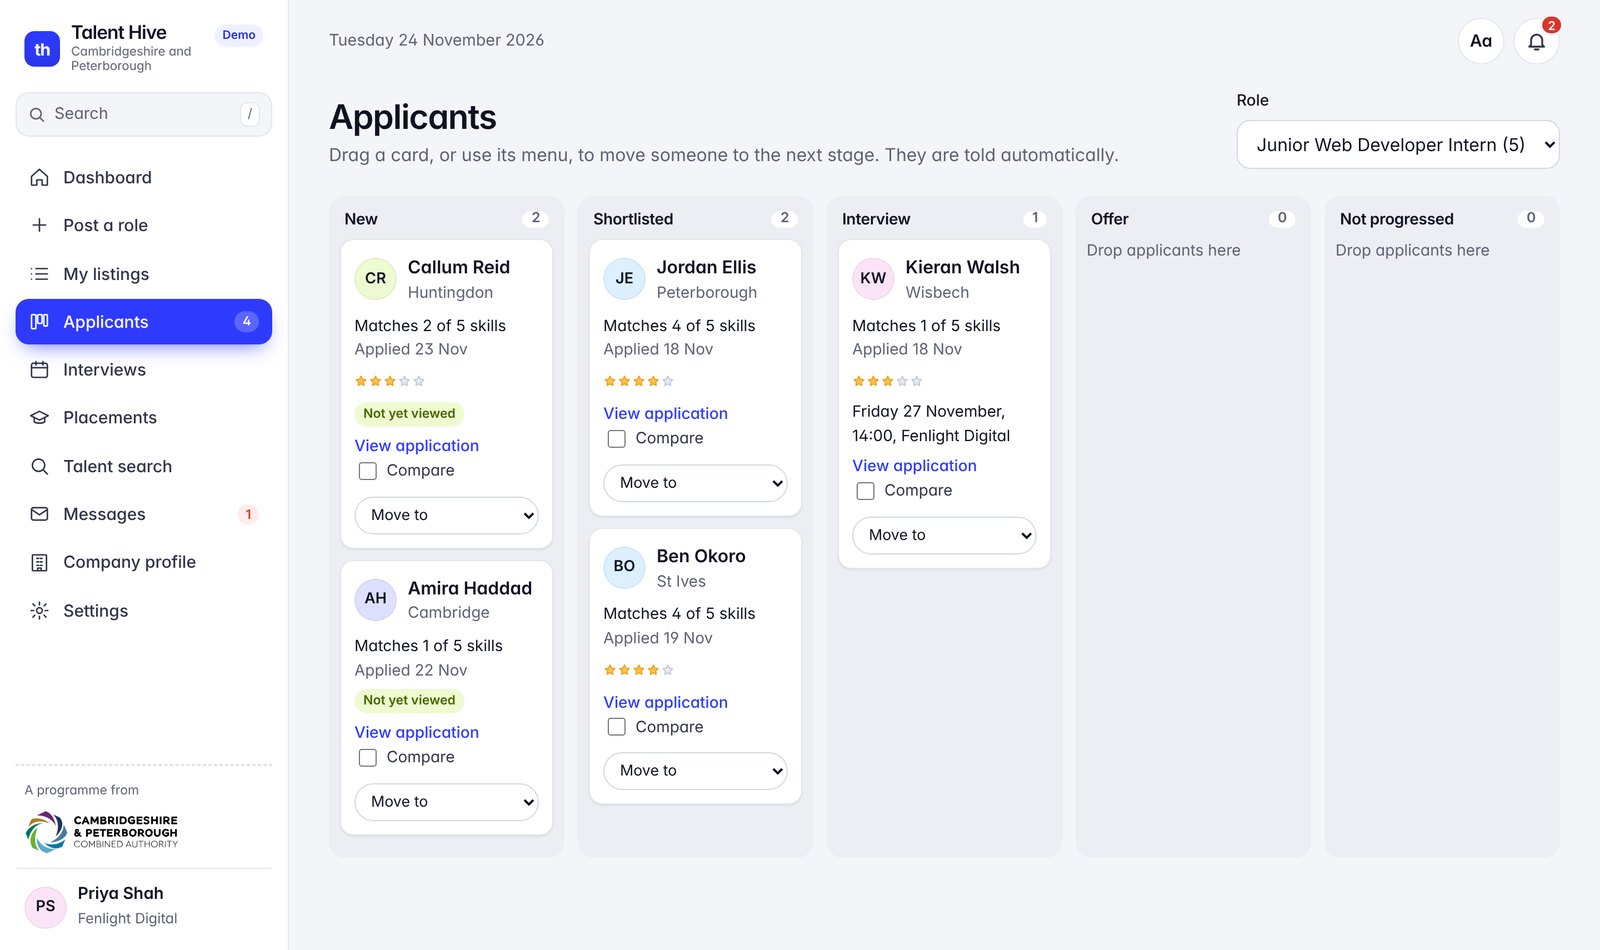 th
Talent Hive
Demo
Cambridgeshire and
Peterborough
Search
/
Dashboard
Post a role
My listings
Applicants
4
Interviews
Placements
Talent search
Messages
1
Company profile
Settings
A programme from
CAMBRIDGESHIRE
& PETERBOROUGH
COMBINED AUTHORITY
PS
Priya Shah
Fenlight Digital
Tuesday 24 November 2026
Aa
2
Applicants
Drag a card, or use its menu, to move someone to the next stage. They are told automatically.
Role
Junior Web Developer Intern (5)
New
2
CR
Callum Reid
Huntingdon
Matches 2 of 5 skills
Applied 23 Nov
Not yet viewed
View application
Compare
Move to
AH
Amira Haddad
Cambridge
Matches 1 of 5 skills
Applied 22 Nov
Not yet viewed
View application
Compare
Move to
Shortlisted
2
JE
Jordan Ellis
Peterborough
Matches 4 of 5 skills
Applied 18 Nov
View application
Compare
Move to
BO
Ben Okoro
St Ives
Matches 4 of 5 skills
Applied 19 Nov
View application
Compare
Move to
Interview
1
KW
Kieran Walsh
Wisbech
Matches 1 of 5 skills
Applied 18 Nov
Friday 27 November,
14:00, Fenlight Digital
View application
Compare
Move to
Offer
0
Drop applicants here
Not progressed
0
Drop applicants here